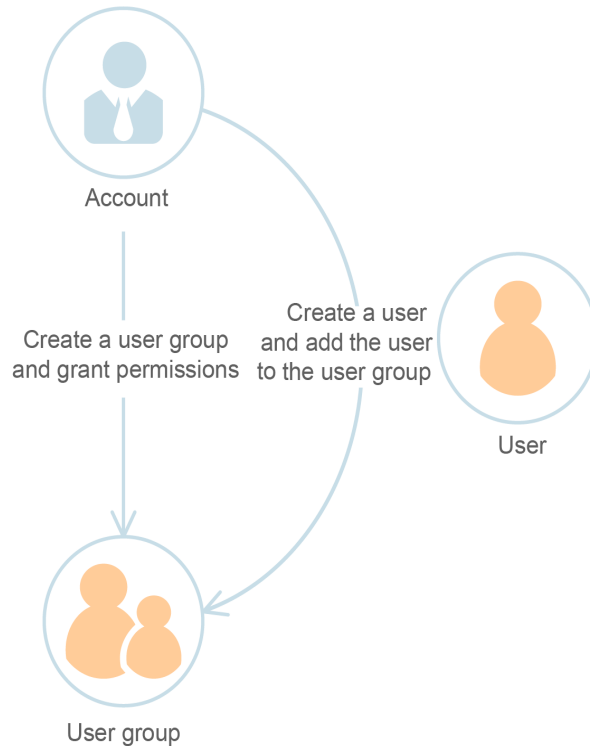 Account
Create a user group
and grant permissions
Create a user
and add the user
to the user group
User
User group